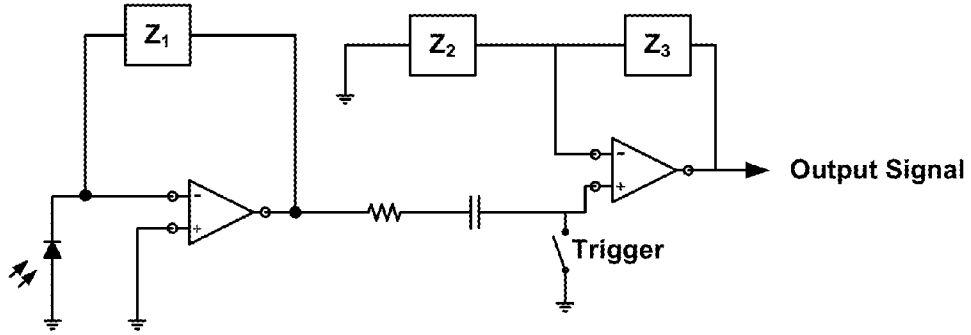 Z₁
Z₂
Z₃
-
+
-
+
Output Signal
Trigger